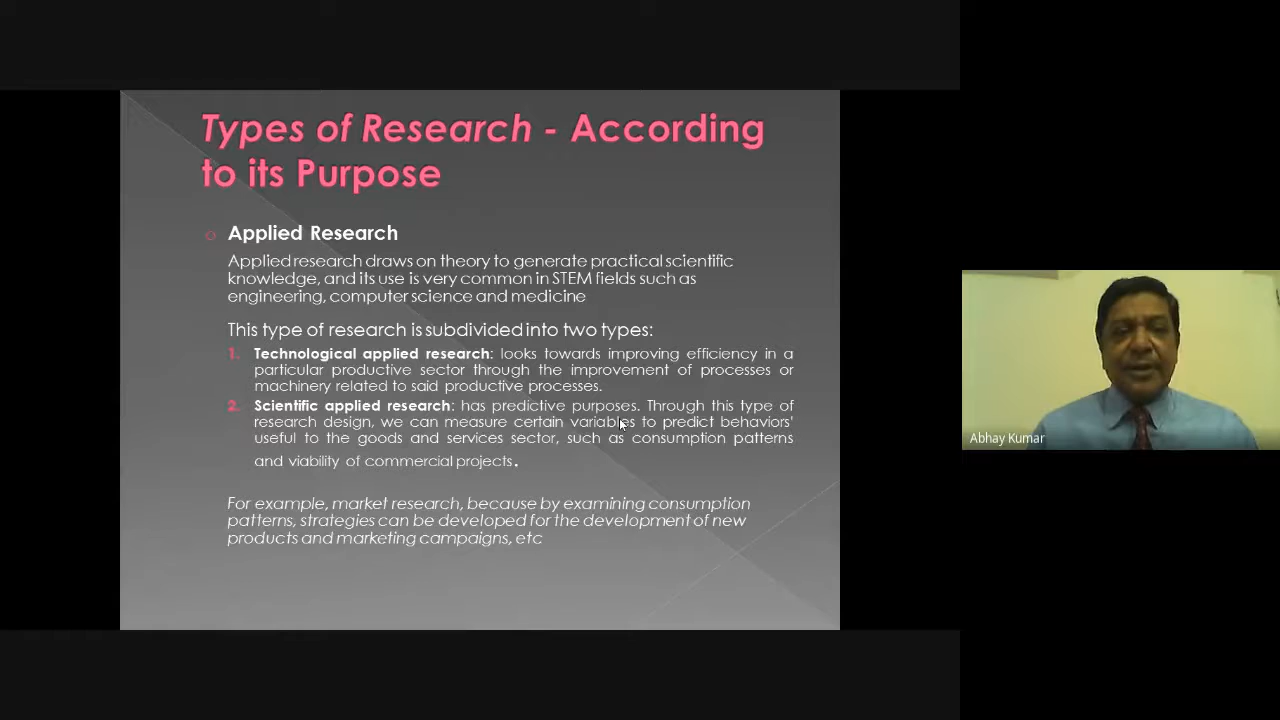 Types of Research - According
to its Purpose
Applied Research
Applied research draws on theory to generate practical scientific
knowledge, and its use is very common in STEM fields such as
engineering, computer science and medicine
This type of research is subdivided into two types:
1. Technological applied research: looks towards improving efficiency in a
particular productive sector through the improvement of processes or
machinery related to said productive processes.
2. Scientific applied research: has predictive purposes. Through this type of
research design, we can measure certain variables to predict behaviors'
useful to the goods and services sector, such as consumption patterns
and viability of commercial projects.
For example, market research, because by examining consumption
patterns, strategies can be developed for the development of new
products and marketing campaigns, etc
Abhay Kumar